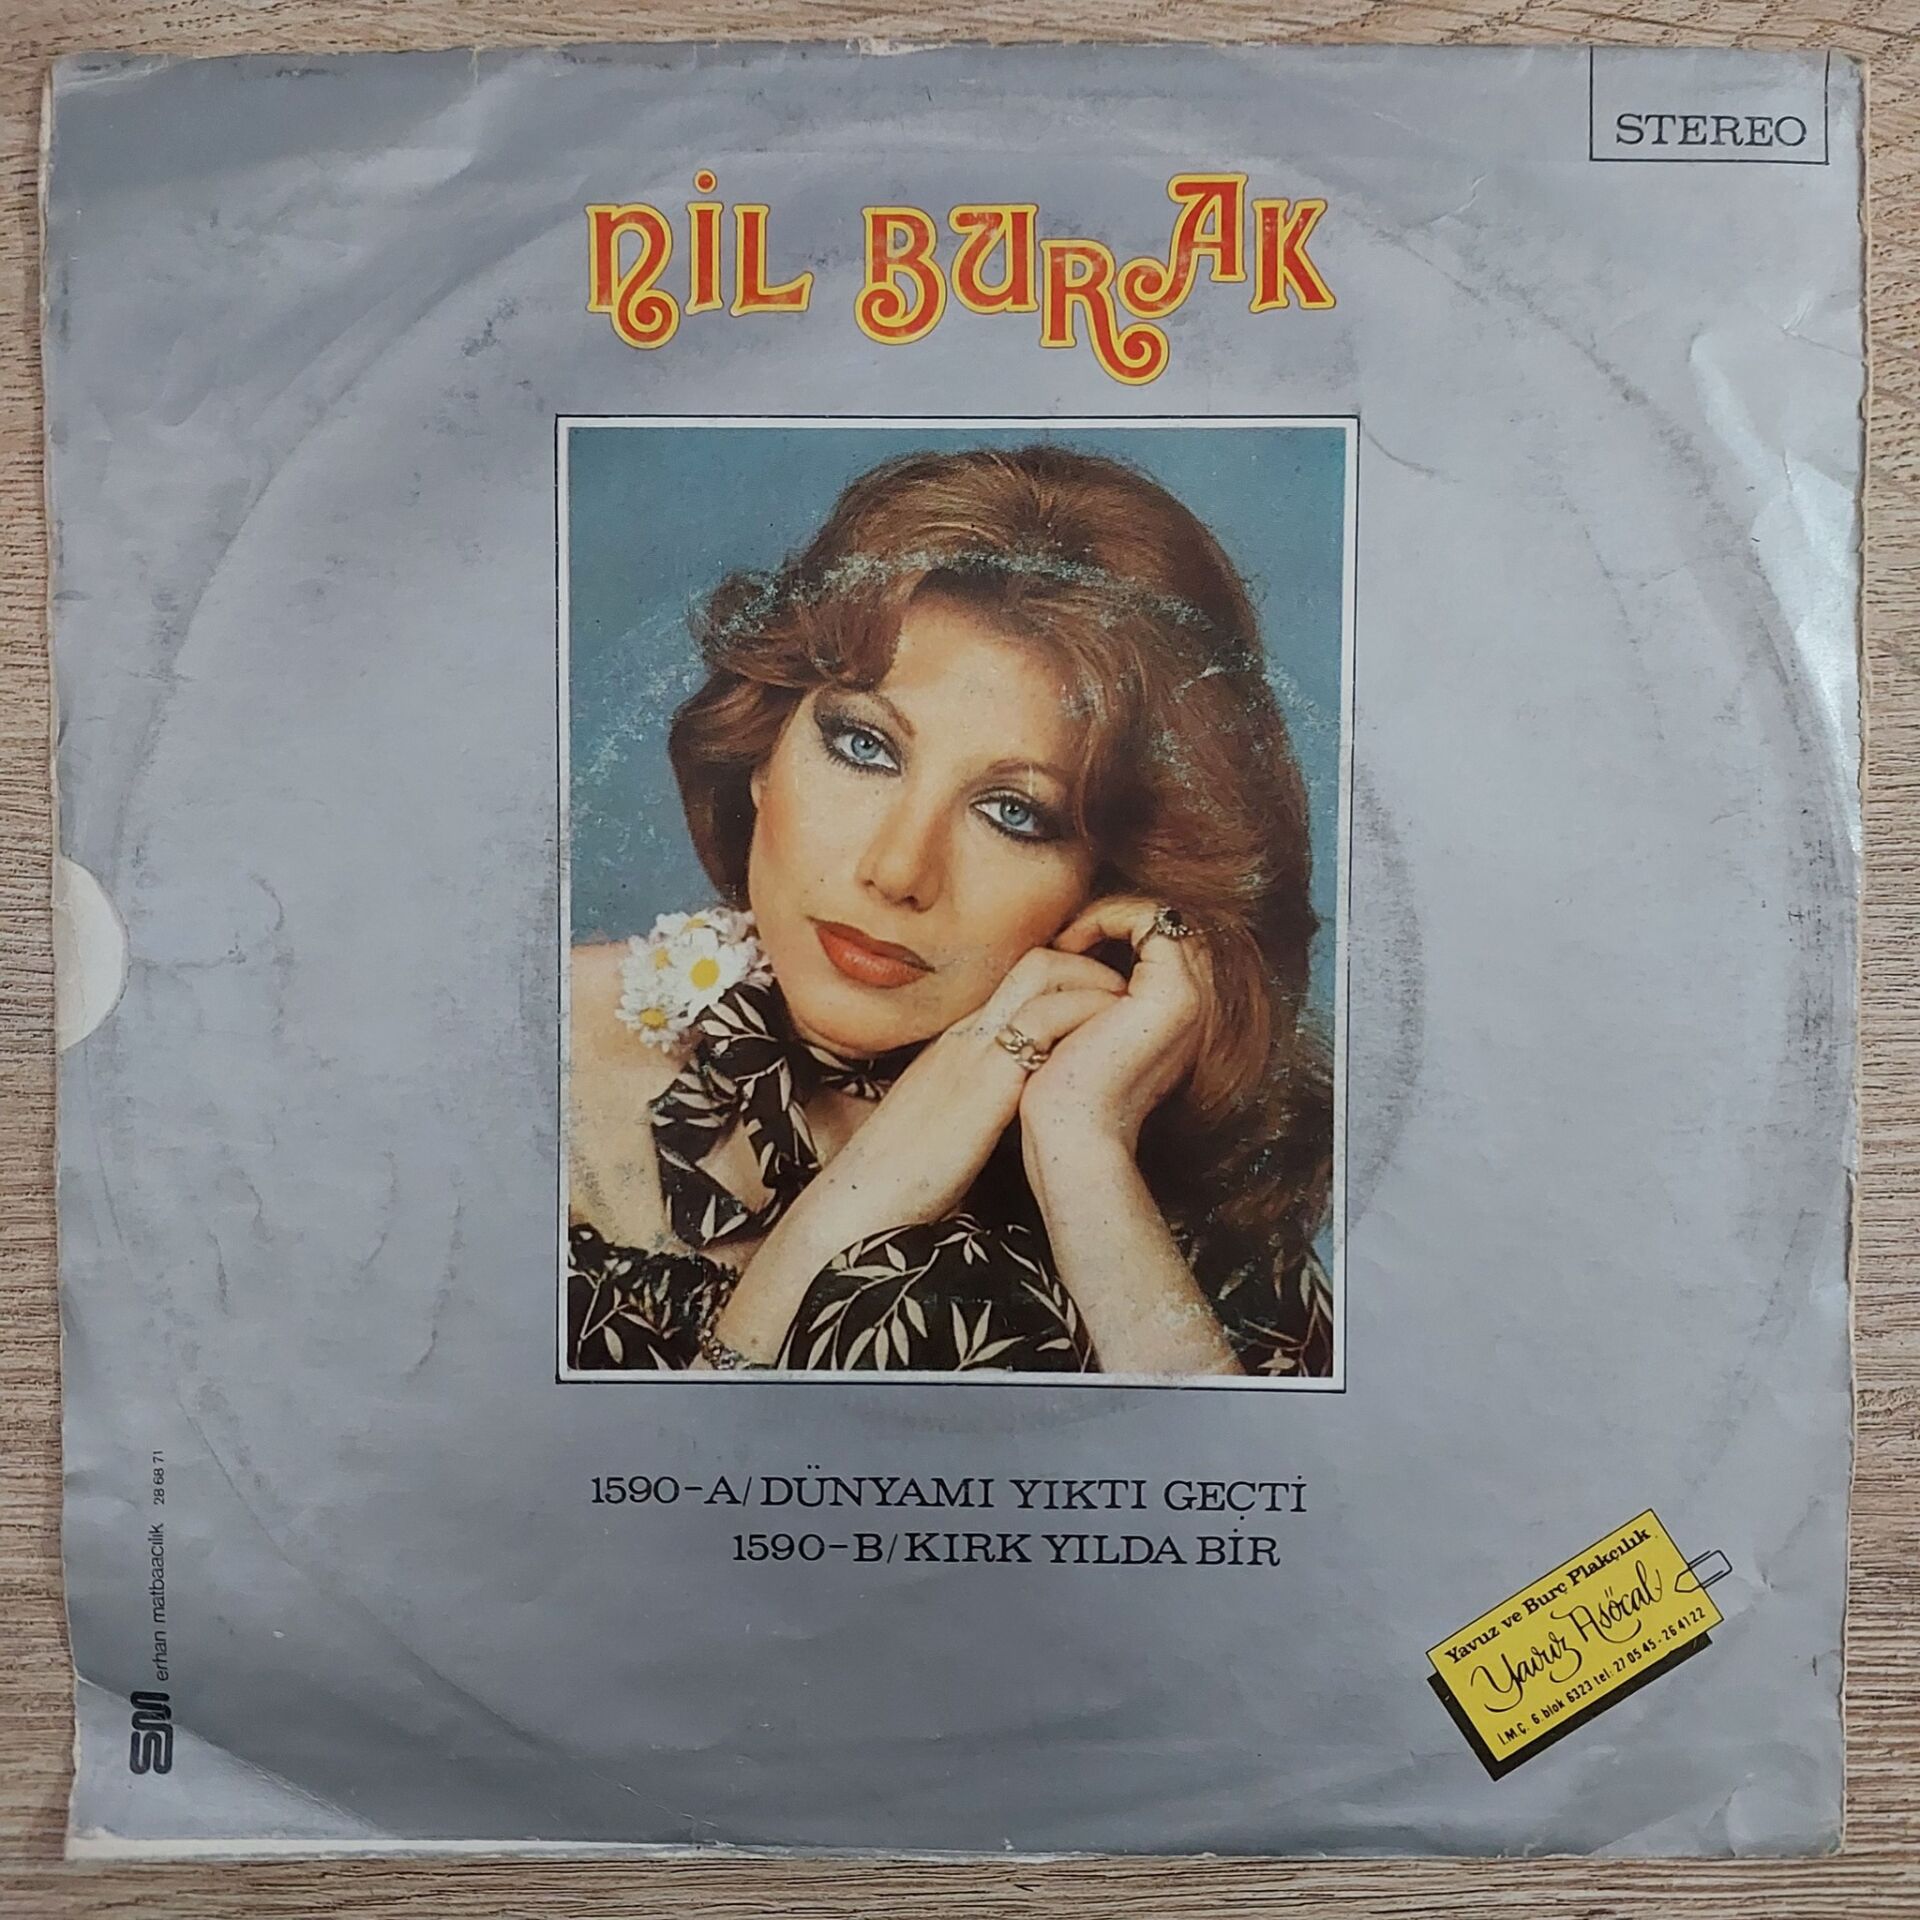 STEREO
NİL BURAK
1590-A/DÜNYAMI YIKTI GEÇTİ
1590-B/KIRK YILDA BİR
erhan matbaacılık 28 68 71
Yavuz ve Burç Plakçılık
Yavuz Asöcal
İ.M.Ç. 6. blok 6323 tel: 27 05 45 - 26 41 22